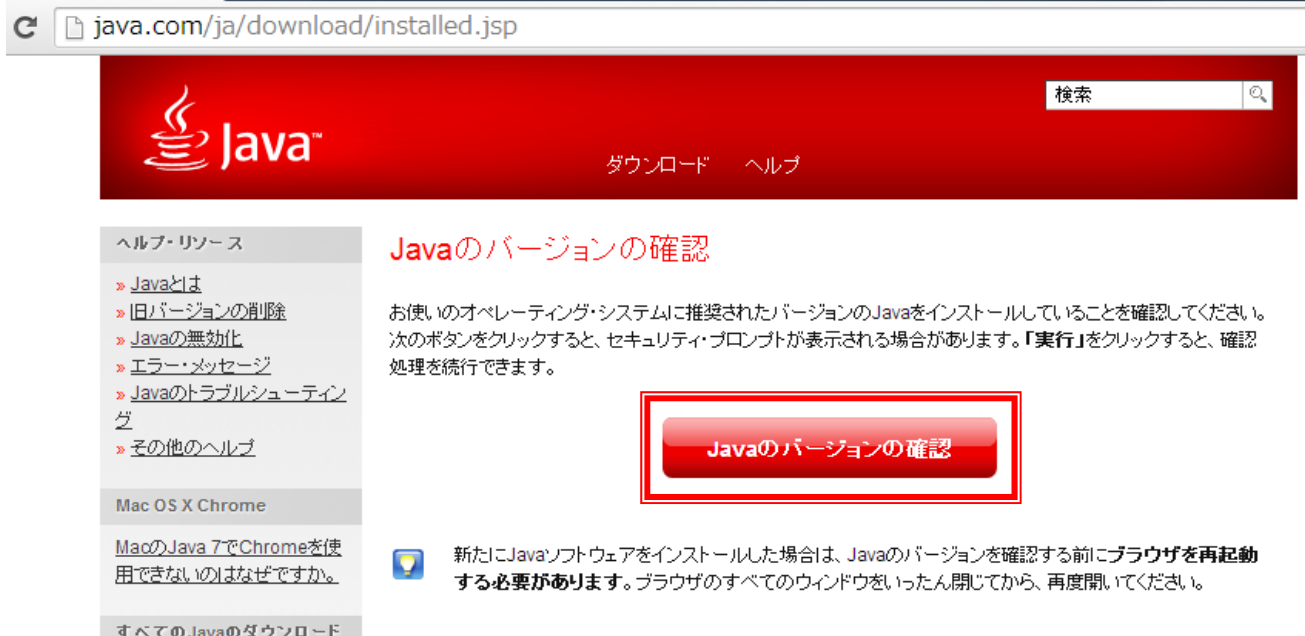 java.com/ja/download/installed.jsp
検索
Java™
ダウンロード ヘルプ
ヘルプ・リソース
» Javaとは
» 旧バージョンの削除
» Javaの無効化
» エラー・メッセージ
» Javaのトラブルシューティン
グ
» その他のヘルプ
Mac OS X Chrome
MacのJava 7でChromeを使
用できないのはなぜですか。
すべてのJavaのダウンロード
Javaのバージョンの確認
お使いのオペレーティング・システムに推奨されたバージョンのJavaをインストールしていることを確認してください。
次のボタンをクリックすると、セキュリティ・プロンプトが表示される場合があります。「実行」をクリックすると、確認
処理を続行できます。
Javaのバージョンの確認
新たにJavaソフトウェアをインストールした場合は、Javaのバージョンを確認する前にブラウザを再起動
する必要があります。ブラウザのすべてのウィンドウをいったん閉じてから、再度開いてください。